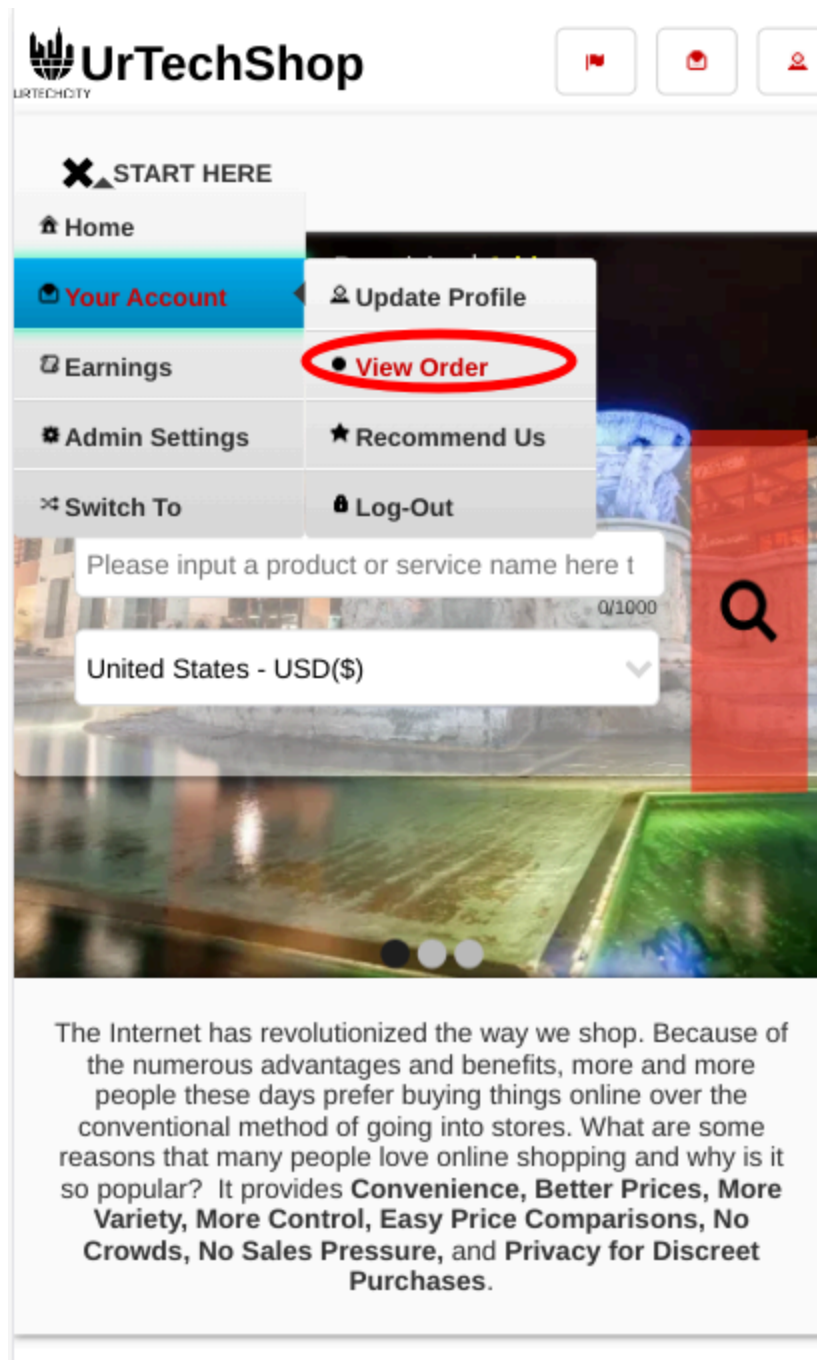 UrTechShop
URTECHCITY
START HERE
Home
Your Account
Update Profile
Earnings
View Order
Admin Settings
Recommend Us
Switch To
Log-Out
Please input a product or service name here t
0/1000
United States - USD($)
The Internet has revolutionized the way we shop. Because of
the numerous advantages and benefits, more and more
people these days prefer buying things online over the
conventional method of going into stores. What are some
reasons that many people love online shopping and why is it
so popular?  It provides Convenience, Better Prices, More
Variety, More Control, Easy Price Comparisons, No
Crowds, No Sales Pressure, and Privacy for Discreet
Purchases.